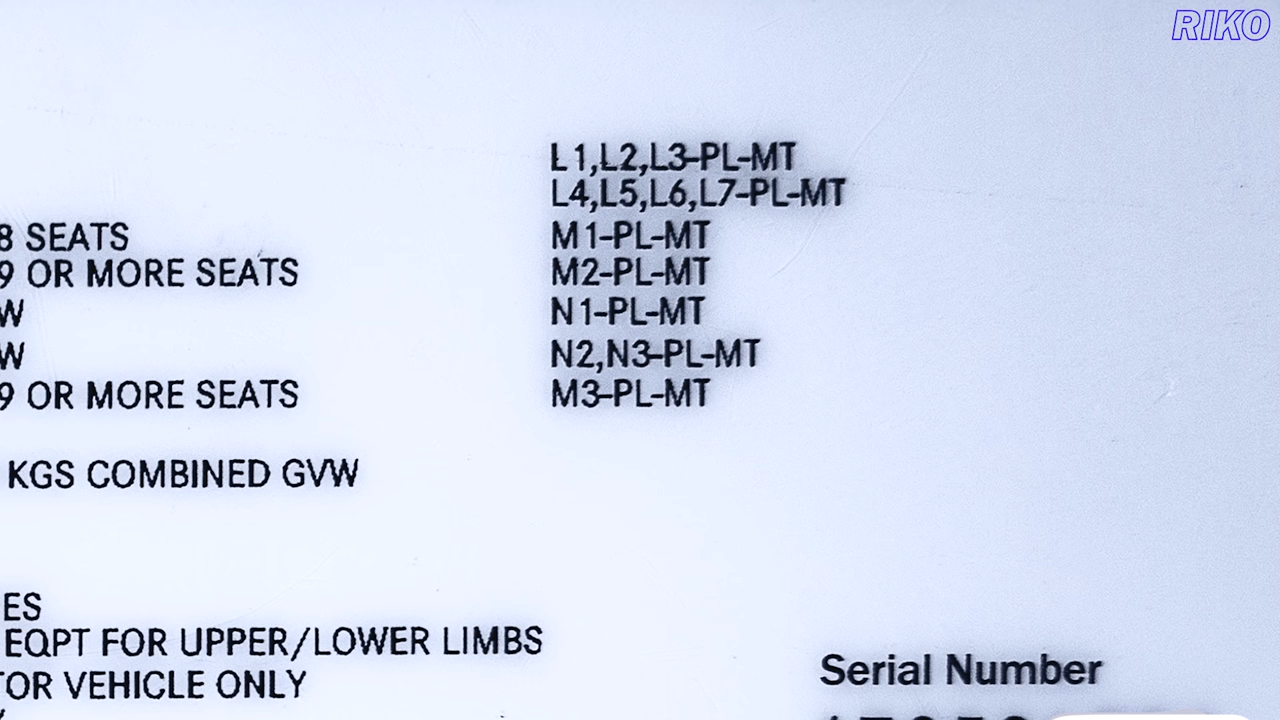 RIKO
L1,L2,L3-PL-MT
L4,L5,L6,L7-PL-MT
8 SEATS M1-PL-MT
9 OR MORE SEATS M2-PL-MT
W N1-PL-MT
W N2,N3-PL-MT
9 OR MORE SEATS M3-PL-MT
KGS COMBINED GVW
ES
EQPT FOR UPPER/LOWER LIMBS
Serial Number
TOR VEHICLE ONLY